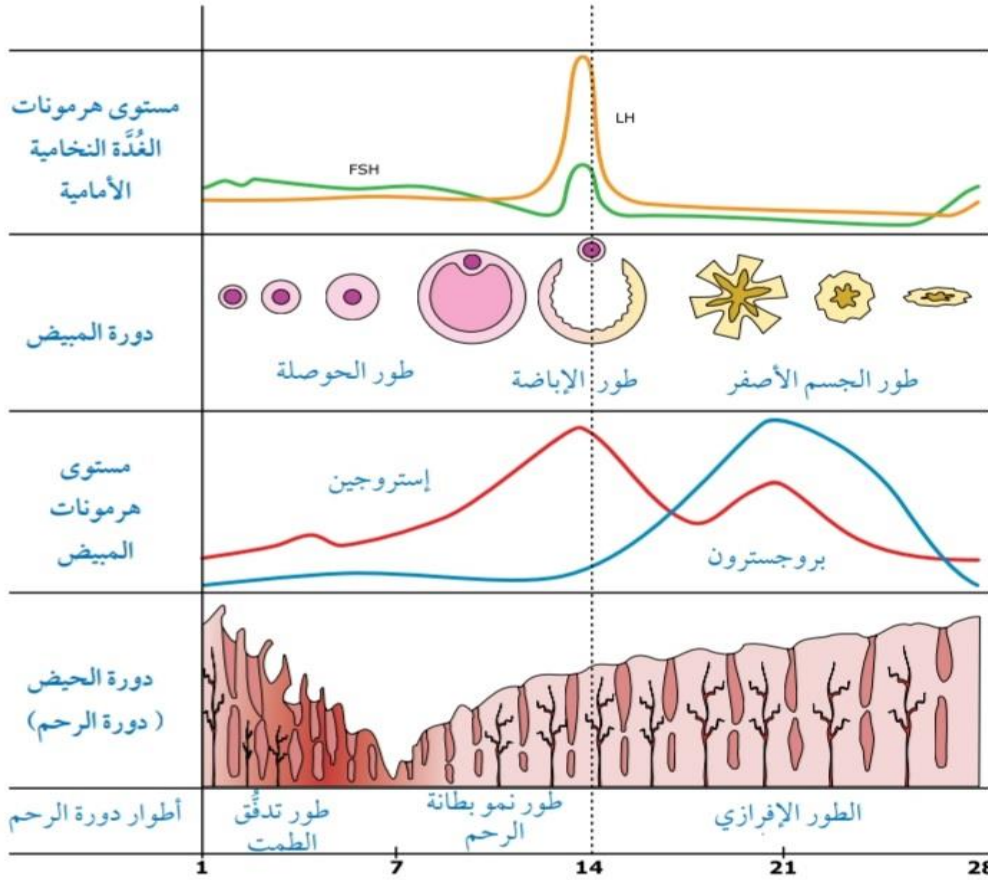 مستوى هرمونات
الغُدَّة النخامية
الأمامية
FSH
LH
دورة المبيض
طور الحوصلة
طور الإباضة
طور الجسم الأصفر
مستوى
هرمونات
المبيض
إستروجين
بروجسترون
دورة الحيض
( دورة الرحم)
أطوار دورة الرحم
طور تدفُّق
الطمث
طور نمو بطانة
الرحم
الطور الإفرازي
1 7 14 21 28